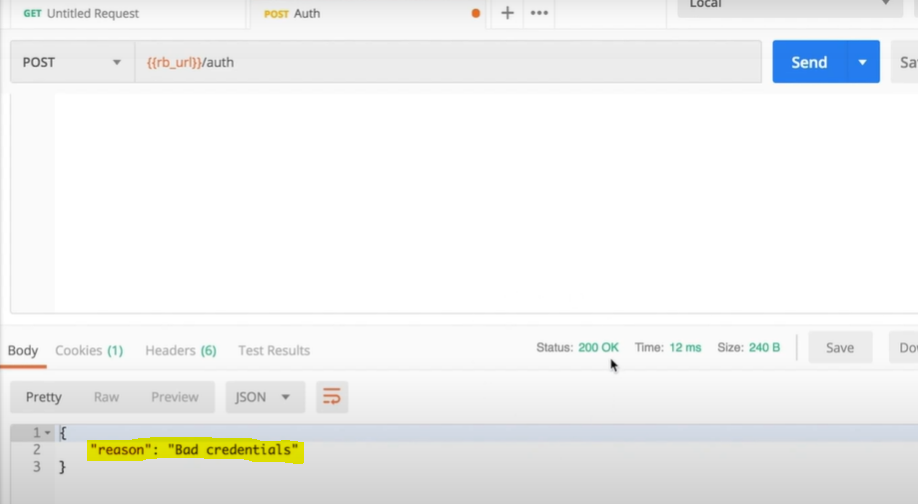 GET Untitled Request
POST Auth
+
•••
Local
POST
{{rb_url}}/auth
Send
Sa
Body
Cookies (1)
Headers (6)
Test Results
Status: 200 OK
Time: 12 ms
Size: 240 B
Save
Do
Pretty
Raw
Preview
JSON
1 {
2 "reason": "Bad credentials"
3 }